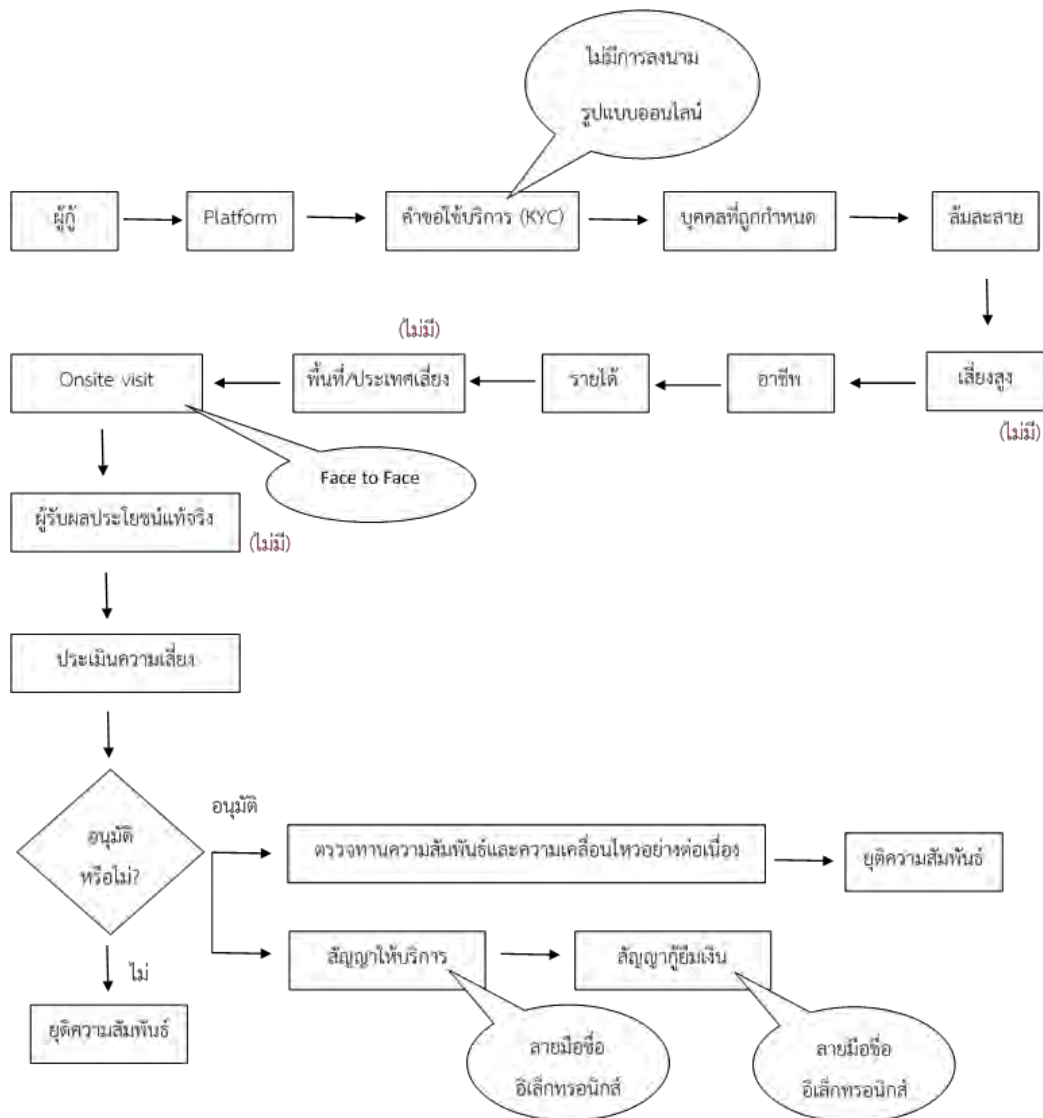 ไม่มีการลงนาม
รูปแบบออนไลน์
ผู้กู้
Platform
คำขอใช้บริการ (KYC)
บุคคลที่ถูกกำหนด
ล้มละลาย
เสี่ยงสูง
(ไม่มี)
อาชีพ
รายได้
(ไม่มี)
พื้นที่/ประเทศเสี่ยง
Onsite visit
Face to Face
ผู้รับผลประโยชน์แท้จริง
(ไม่มี)
ประเมินความเสี่ยง
อนุมัติ
หรือไม่?
อนุมัติ
ตรวจทานความสัมพันธ์และความเคลื่อนไหวอย่างต่อเนื่อง
ยุติความสัมพันธ์
สัญญาให้บริการ
สัญญากู้ยืมเงิน
ไม่
ยุติความสัมพันธ์
ลายมือชื่อ
อิเล็กทรอนิกส์
ลายมือชื่อ
อิเล็กทรอนิกส์